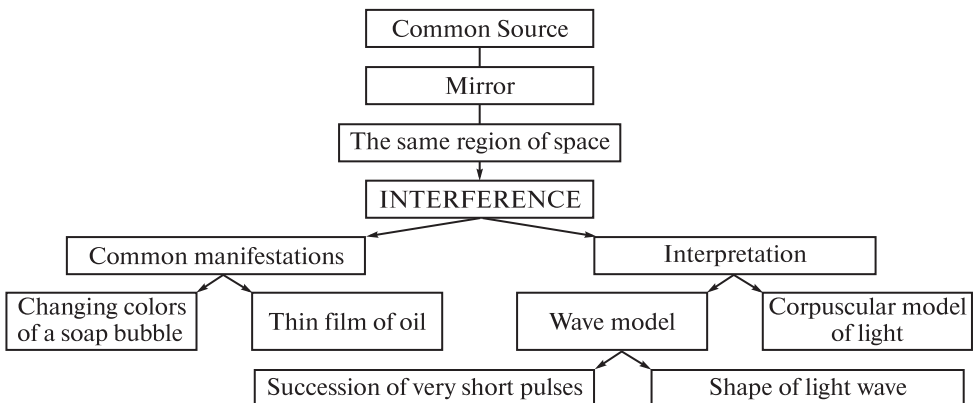 Common Source
Mirror
The same region of space
INTERFERENCE
Common manifestations
Interpretation
Changing colors
of a soap bubble
Thin film of oil
Wave model
Corpuscular model
of light
Succession of very short pulses
Shape of light wave